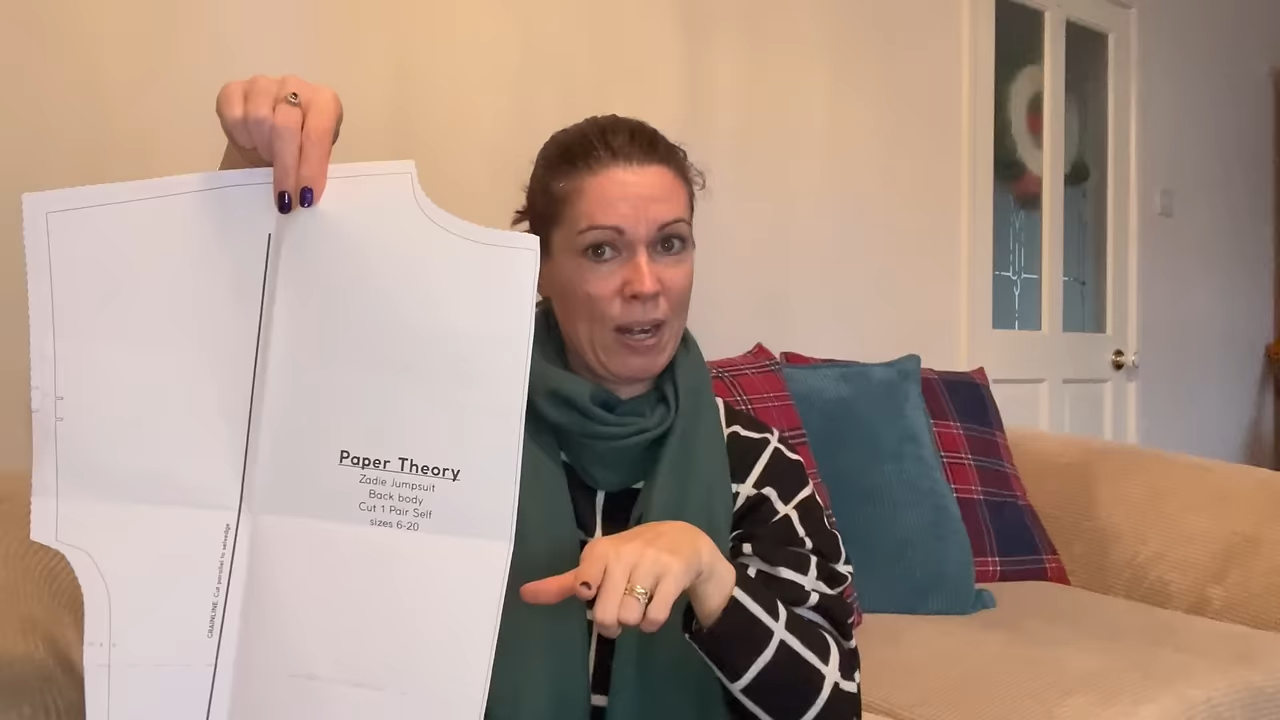 Paper Theory
Zadie Jumpsuit
Back body
Cut 1 Pair Self
sizes 6-20
GRAINLINE: Cut parallel to selvedge